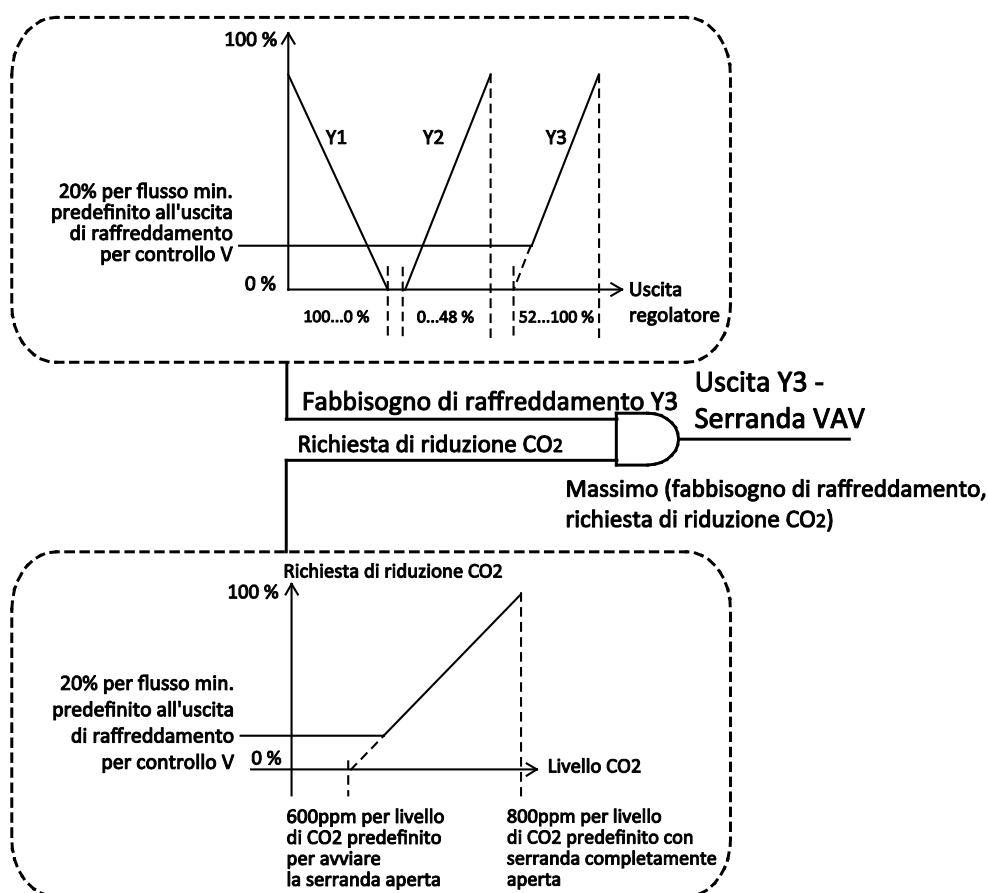 100 %
Y1
Y2
Y3
20% per flusso min.
predefinito all'uscita
di raffreddamento
per controllo V
0 %
Uscita
regolatore
100...0 %
0...48 %
52...100 %
Fabbisogno di raffreddamento Y3
Uscita Y3 -
Serranda VAV
Richiesta di riduzione CO2
Massimo (fabbisogno di raffreddamento,
richiesta di riduzione CO2)
Richiesta di riduzione CO2
100 %
20% per flusso min.
predefinito all'uscita
di raffreddamento
per controllo V
0 %
Livello CO2
600ppm per livello
di CO2 predefinito
per avviare
la serranda aperta
800ppm per livello
di CO2 predefinito con
serranda completamente
aperta